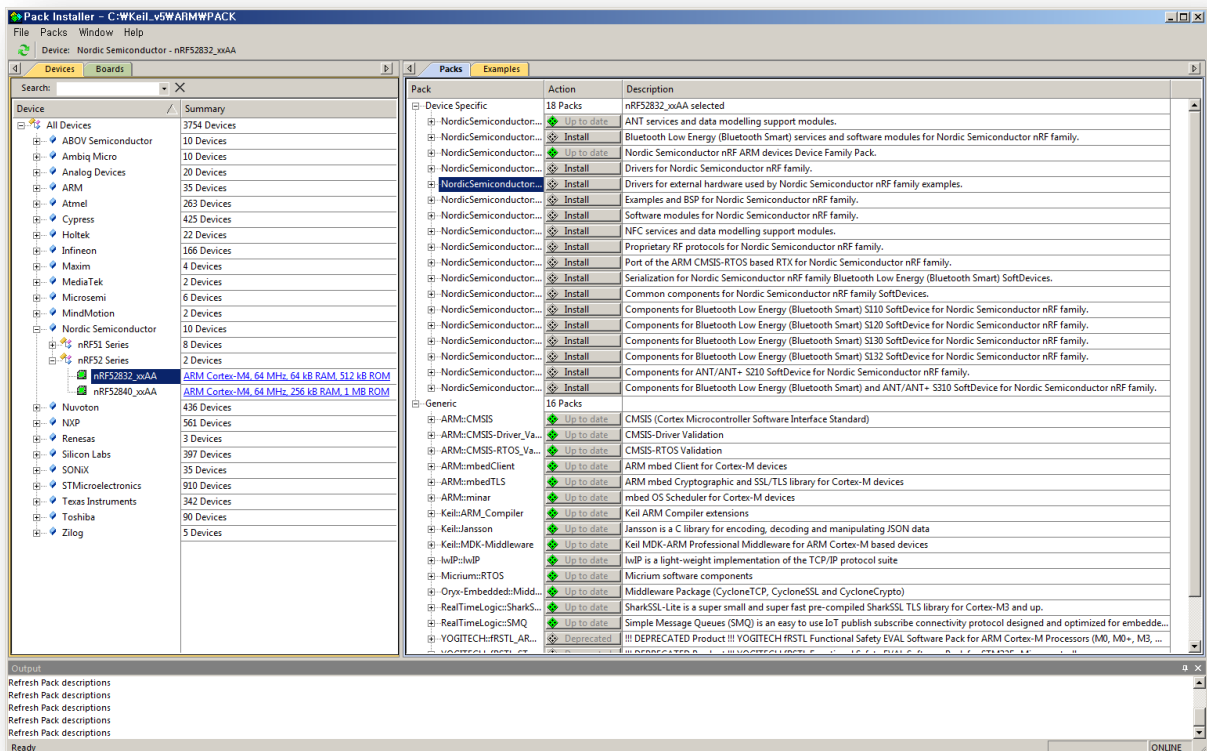 Pack Installer - C:₩Keil_v5₩ARM₩PACK
File Packs Window Help
Device: Nordic Semiconductor - nRF52832_xxAA
Devices Boards
Search:
Device Summary
All Devices 3754 Devices
ABOV Semiconductor 10 Devices
Ambiq Micro 10 Devices
Analog Devices 20 Devices
ARM 35 Devices
Atmel 263 Devices
Cypress 425 Devices
Holtek 22 Devices
Infineon 166 Devices
Maxim 4 Devices
MediaTek 2 Devices
Microsemi 6 Devices
MindMotion 2 Devices
Nordic Semiconductor 10 Devices
nRF51 Series 8 Devices
nRF52 Series 2 Devices
nRF52832_xxAA ARM Cortex-M4, 64 MHz, 64 kB RAM, 512 kB ROM
nRF52840_xxAA ARM Cortex-M4, 64 MHz, 256 kB RAM, 1 MB ROM
Nuvoton 436 Devices
NXP 561 Devices
Renesas 3 Devices
Silicon Labs 397 Devices
SONiX 35 Devices
STMicroelectronics 910 Devices
Texas Instruments 342 Devices
Toshiba 90 Devices
Zilog 5 Devices
Packs Examples
Pack Action Description
Device Specific 18 Packs nRF52832_xxAA selected
NordicSemiconductor:... Up to date ANT services and data modelling support modules.
NordicSemiconductor:... Install Bluetooth Low Energy (Bluetooth Smart) services and software modules for Nordic Semiconductor nRF family.
NordicSemiconductor:... Up to date Nordic Semiconductor nRF ARM devices Device Family Pack.
NordicSemiconductor:... Install Drivers for Nordic Semiconductor nRF family.
NordicSemiconductor:... Install Drivers for external hardware used by Nordic Semiconductor nRF family examples.
NordicSemiconductor:... Install Examples and BSP for Nordic Semiconductor nRF family.
NordicSemiconductor:... Install Software modules for Nordic Semiconductor nRF family.
NordicSemiconductor:... Install NFC services and data modelling support modules.
NordicSemiconductor:... Install Proprietary RF protocols for Nordic Semiconductor nRF family.
NordicSemiconductor:... Install Port of the ARM CMSIS-RTOS based RTX for Nordic Semiconductor nRF family.
NordicSemiconductor:... Install Serialization for Nordic Semiconductor nRF family Bluetooth Low Energy (Bluetooth Smart) SoftDevices.
NordicSemiconductor:... Install Common components for Nordic Semiconductor nRF family SoftDevices.
NordicSemiconductor:... Install Components for Bluetooth Low Energy (Bluetooth Smart) S110 SoftDevice for Nordic Semiconductor nRF family.
NordicSemiconductor:... Install Components for Bluetooth Low Energy (Bluetooth Smart) S120 SoftDevice for Nordic Semiconductor nRF family.
NordicSemiconductor:... Install Components for Bluetooth Low Energy (Bluetooth Smart) S130 SoftDevice for Nordic Semiconductor nRF family.
NordicSemiconductor:... Install Components for Bluetooth Low Energy (Bluetooth Smart) S132 SoftDevice for Nordic Semiconductor nRF family.
NordicSemiconductor:... Install Components for ANT/ANT+ S210 SoftDevice for Nordic Semiconductor nRF family.
NordicSemiconductor:... Install Components for Bluetooth Low Energy (Bluetooth Smart) and ANT/ANT+ S310 SoftDevice for Nordic Semiconductor nRF family.
Generic 16 Packs
ARM::CMSIS Up to date CMSIS (Cortex Microcontroller Software Interface Standard)
ARM::CMSIS-Driver_Va... Up to date CMSIS-Driver Validation
ARM::CMSIS-RTOS_Va... Up to date CMSIS-RTOS Validation
ARM::mbedClient Up to date ARM mbed Client for Cortex-M devices
ARM::mbedTLS Up to date ARM mbed Cryptographic and SSL/TLS library for Cortex-M devices
ARM::minar Up to date mbed OS Scheduler for Cortex-M devices
Keil::ARM_Compiler Up to date Keil ARM Compiler extensions
Keil::Jansson Up to date Jansson is a C library for encoding, decoding and manipulating JSON data
Keil::MDK-Middleware Up to date Keil MDK-ARM Professional Middleware for ARM Cortex-M based devices
lwIP::lwIP Up to date lwIP is a light-weight implementation of the TCP/IP protocol suite
Micrium::RTOS Up to date Micrium software components
Oryx-Embedded::Midd... Up to date Middleware Package (CycloneTCP, CycloneSSL and CycloneCrypto)
RealTimeLogic::SharkS... Up to date SharkSSL-Lite is a super small and super fast pre-compiled SharkSSL TLS library for Cortex-M3 and up.
RealTimeLogic::SMQ Up to date Simple Message Queues (SMQ) is an easy to use IoT publish subscribe connectivity protocol designed and optimized for embedde...
YOGITECH::fRSTL_AR... Deprecated !!! DEPRECATED Product !!! YOGITECH fRSTL Functional Safety EVAL Software Pack for ARM Cortex-M Processors (M0, M0+, M3, ...
Output
Refresh Pack descriptions
Refresh Pack descriptions
Refresh Pack descriptions
Refresh Pack descriptions
Refresh Pack descriptions
Ready ONLINE